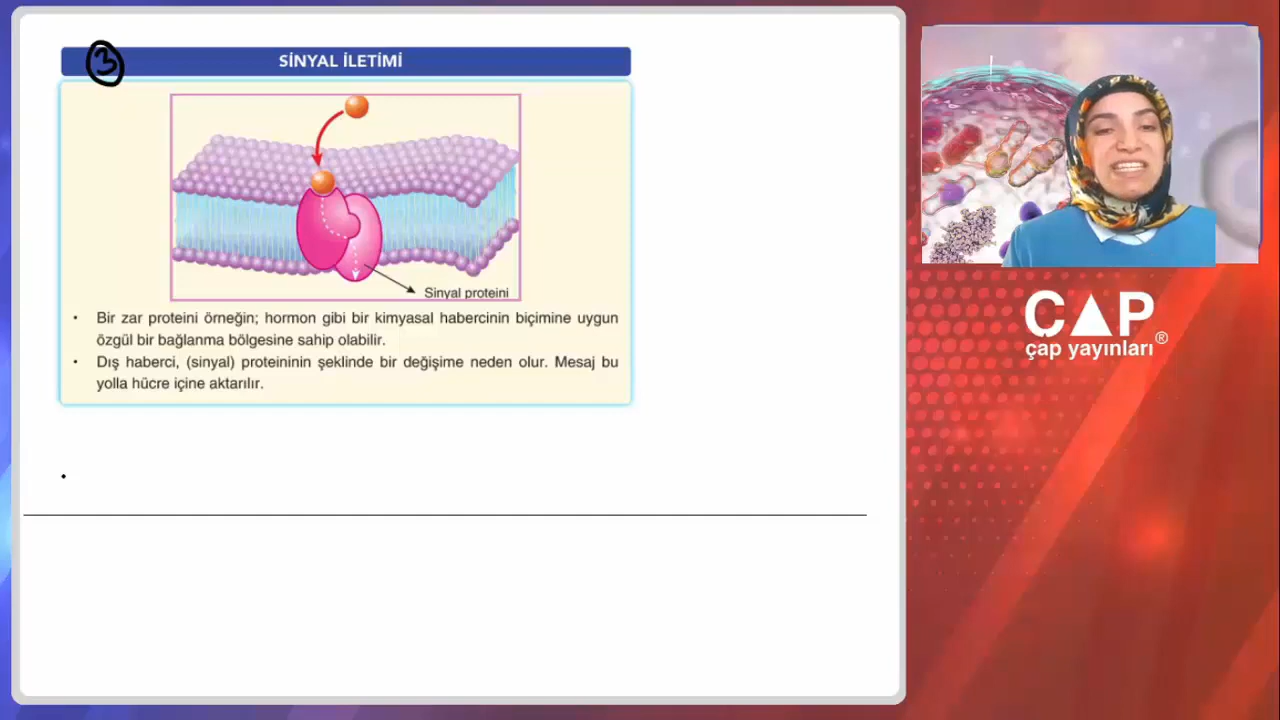 3
SİNYAL İLETİMİ
Sinyal proteini
• Bir zar proteini örneğin; hormon gibi bir kimyasal habercinin biçimine uygun
özgül bir bağlanma bölgesine sahip olabilir.
• Dış haberci, (sinyal) proteininin şeklinde bir değişime neden olur. Mesaj bu
yolla hücre içine aktarılır.
ÇAP®
çap yayınları